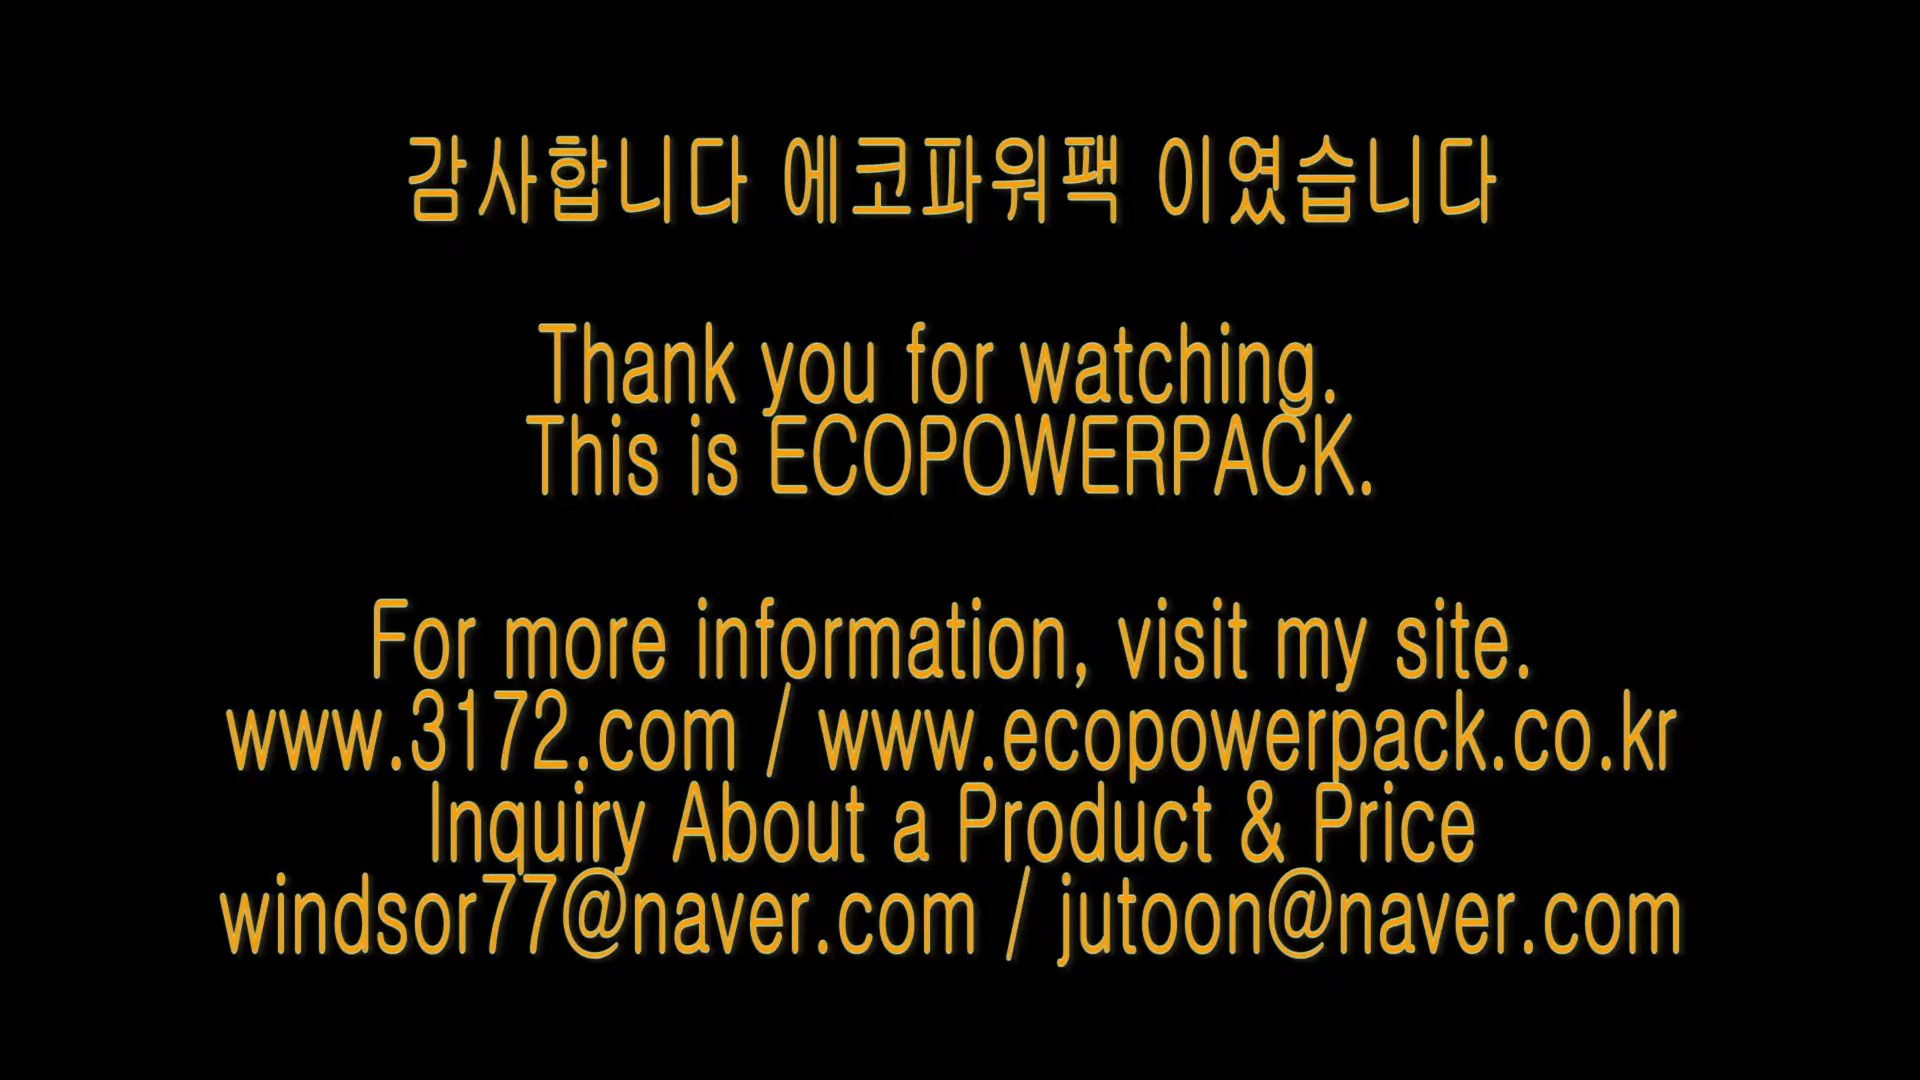 감사합니다 에코파워팩 이였습니다
Thank you for watching.
This is ECOPOWERPACK.
For more information, visit my site.
www.3172.com / www.ecopowerpack.co.kr
Inquiry About a Product & Price
windsor77@naver.com / jutoon@naver.com